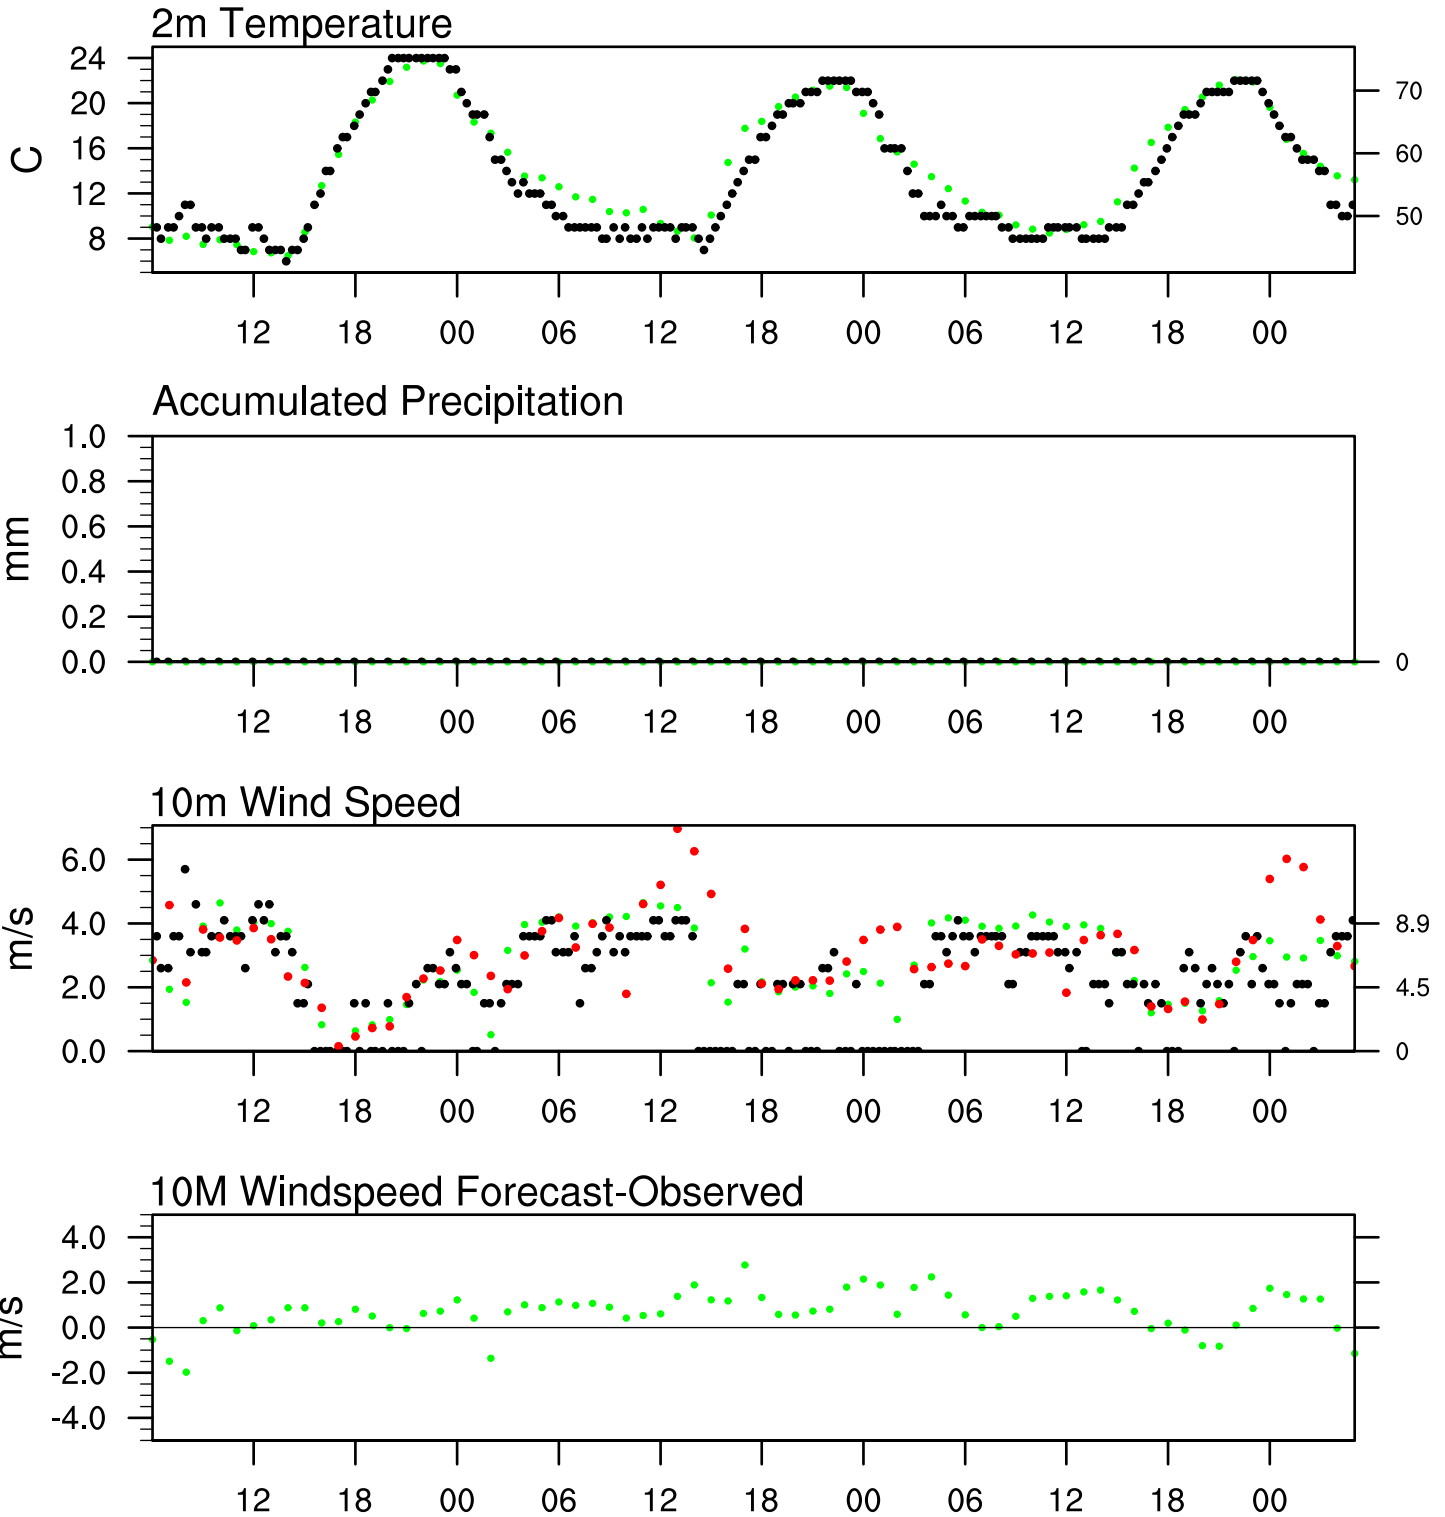 2m Temperature
24
20
16
12
8
C
70
60
50
12 18 00 06 12 18 00 06 12 18 00
Accumulated Precipitation
1.0
0.8
0.6
0.4
0.2
0.0
mm
0
12 18 00 06 12 18 00 06 12 18 00
10m Wind Speed
6.0
4.0
2.0
0.0
m/s
8.9
4.5
0
12 18 00 06 12 18 00 06 12 18 00
10M Windspeed Forecast-Observed
4.0
2.0
0.0
-2.0
-4.0
m/s
12 18 00 06 12 18 00 06 12 18 00